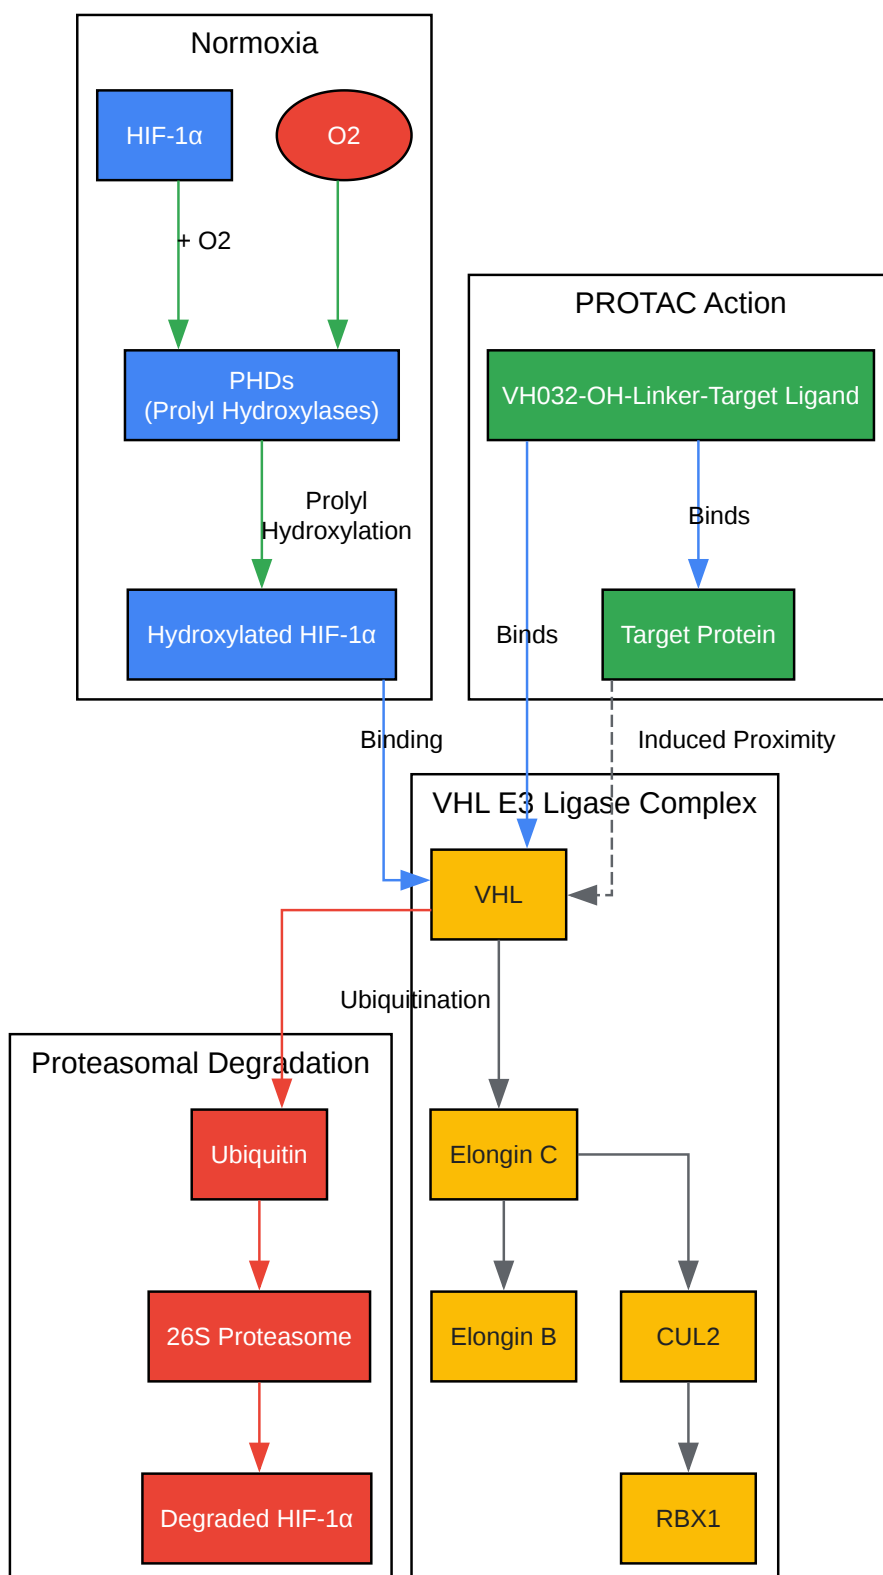 Normoxia
HIF-1α
O2
+ O2
PHDs
(Prolyl Hydroxylases)
Prolyl
Hydroxylation
Hydroxylated HIF-1α
PROTAC Action
VH032-OH-Linker-Target Ligand
Binds
Binds
Target Protein
Binding
Induced Proximity
VHL E3 Ligase Complex
VHL
Ubiquitination
Elongin C
Elongin B
CUL2
RBX1
Proteasomal Degradation
Ubiquitin
26S Proteasome
Degraded HIF-1α